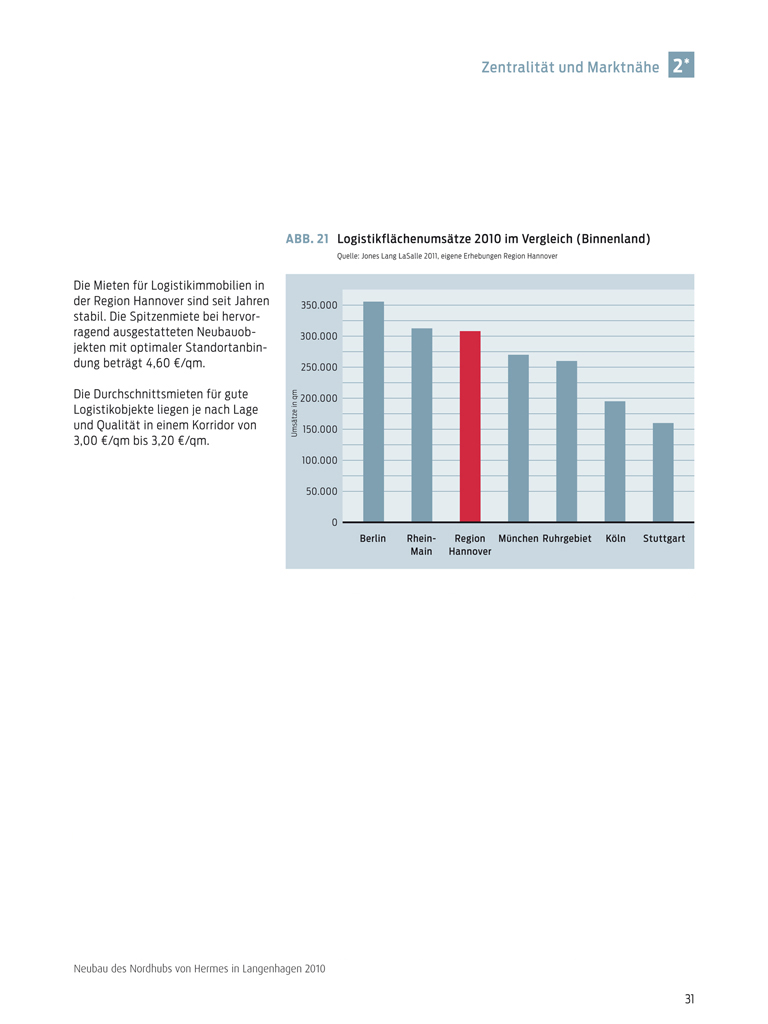 Zentralität und Marktnähe 2*
ABB. 21 Logistikflächenumsätze 2010 im Vergleich (Binnenland)
Quelle: Jones Lang LaSalle 2011, eigene Erhebungen Region Hannover
Die Mieten für Logistikimmobilien in
der Region Hannover sind seit Jahren
stabil. Die Spitzenmiete bei hervor-
ragend ausgestatteten Neubauob-
jekten mit optimaler Standortanbin-
dung beträgt 4,60 €/qm.
Die Durchschnittsmieten für gute
Logistikobjekte liegen je nach Lage
und Qualität in einem Korridor von
3,00 €/qm bis 3,20 €/qm.
Umsätze in qm
350.000
300.000
250.000
200.000
150.000
100.000
50.000
0
Berlin Rhein- Region München Ruhrgebiet Köln Stuttgart
Main Hannover
Neubau des Nordhubs von Hermes in Langenhagen 2010
31